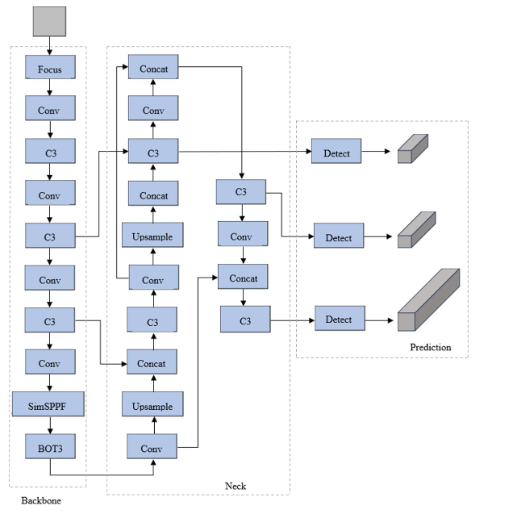 Focus
Conv
C3
Conv
C3
Conv
C3
Conv
SimSPPF
BOT3
Backbone
Concat
Conv
C3
Concat
Upsample
Conv
C3
Concat
Upsample
Conv
C3
Conv
Concat
C3
Neck
Detect
Detect
Detect
Prediction